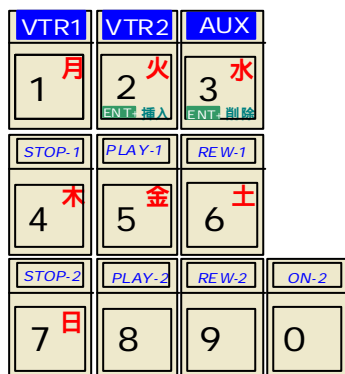 VTR1 VTR2 AUX
1 月 2 火 3 水
ENT+ 挿入 ENT+ 削除
STOP-1 PLAY-1 REW-1
4 木 5 金 6 土
STOP-2 PLAY-2 REW-2 ON-2
7 日 8 9 0